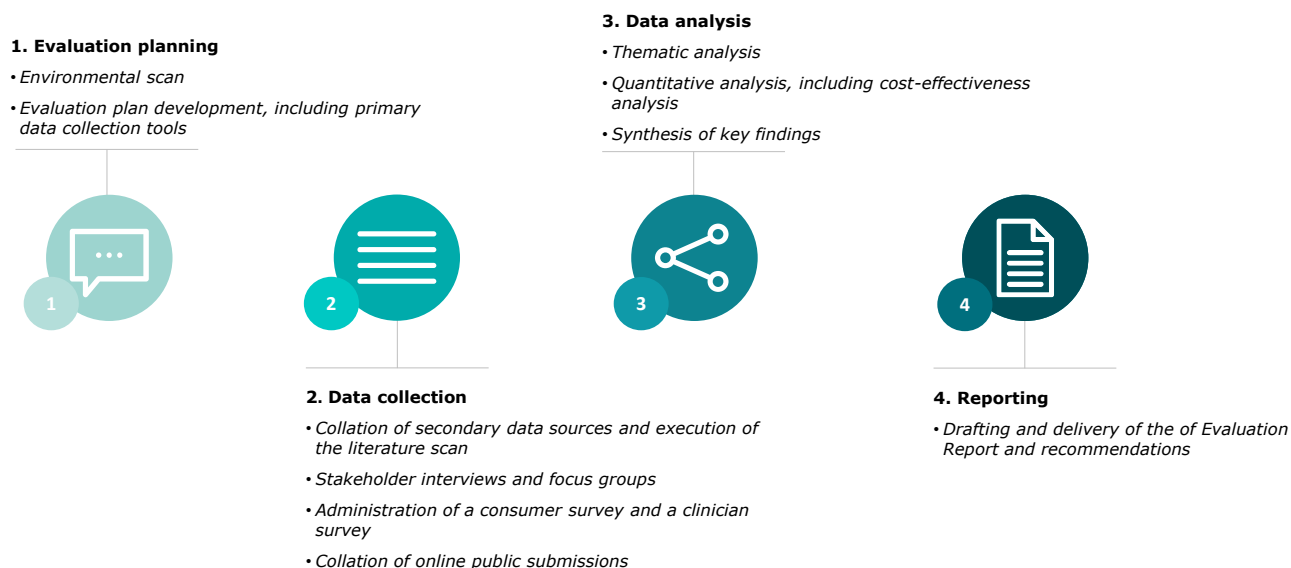 1. Evaluation planning
• Environmental scan
• Evaluation plan development, including primary
data collection tools
1
2
2. Data collection
• Collation of secondary data sources and execution of
the literature scan
• Stakeholder interviews and focus groups
• Administration of a consumer survey and a clinician
survey
• Collation of online public submissions
3. Data analysis
• Thematic analysis
• Quantitative analysis, including cost-effectiveness
analysis
• Synthesis of key findings
3
4
4. Reporting
• Drafting and delivery of the of Evaluation
Report and recommendations